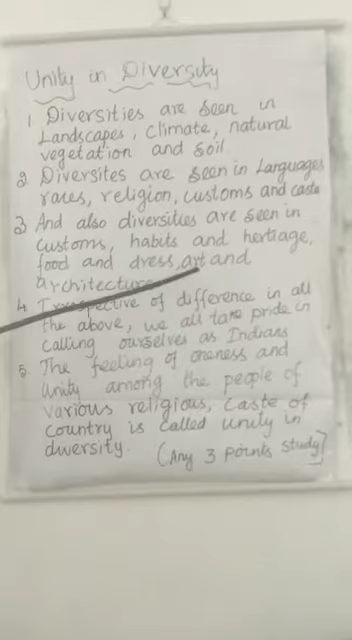 Unity in Diversity
1 Diversities are seen in
Landscapes, climate, natural
vegetation and soil
2 Diversites are seen in Languages
races, religion, customs and caste
3 And also diversities are seen in
customs, habits and hertiage,
food and dress, art and
architecture
4 Irrespective of difference in all
the above, we all take pride in
calling ourselves as Indians
5. The feeling of oneness and
Unity among the people of
various religious, caste of
Country is called unity in
diversity. (Any 3 points study)